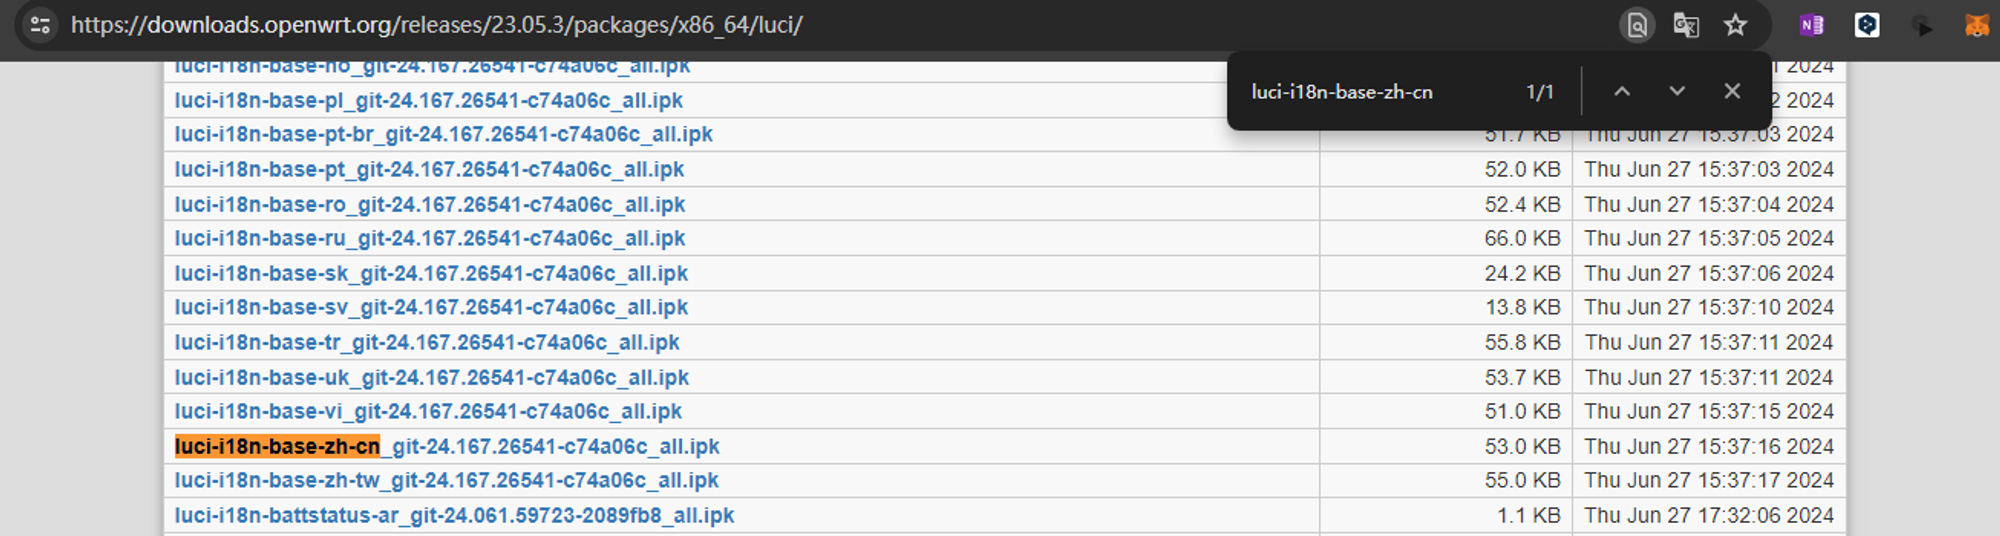 https://downloads.openwrt.org/releases/23.05.3/packages/x86_64/luci/
luci-i18n-base-zh-cn 1/1
luci-i18n-base-no_git-24.167.26541-c74a06c_all.ipk 2024
luci-i18n-base-pl_git-24.167.26541-c74a06c_all.ipk 2 2024
luci-i18n-base-pt-br_git-24.167.26541-c74a06c_all.ipk 51.7 KB Thu Jun 27 15:37:03 2024
luci-i18n-base-pt_git-24.167.26541-c74a06c_all.ipk 52.0 KB Thu Jun 27 15:37:03 2024
luci-i18n-base-ro_git-24.167.26541-c74a06c_all.ipk 52.4 KB Thu Jun 27 15:37:04 2024
luci-i18n-base-ru_git-24.167.26541-c74a06c_all.ipk 66.0 KB Thu Jun 27 15:37:05 2024
luci-i18n-base-sk_git-24.167.26541-c74a06c_all.ipk 24.2 KB Thu Jun 27 15:37:06 2024
luci-i18n-base-sv_git-24.167.26541-c74a06c_all.ipk 13.8 KB Thu Jun 27 15:37:10 2024
luci-i18n-base-tr_git-24.167.26541-c74a06c_all.ipk 55.8 KB Thu Jun 27 15:37:11 2024
luci-i18n-base-uk_git-24.167.26541-c74a06c_all.ipk 53.7 KB Thu Jun 27 15:37:11 2024
luci-i18n-base-vi_git-24.167.26541-c74a06c_all.ipk 51.0 KB Thu Jun 27 15:37:15 2024
luci-i18n-base-zh-cn_git-24.167.26541-c74a06c_all.ipk 53.0 KB Thu Jun 27 15:37:16 2024
luci-i18n-base-zh-tw_git-24.167.26541-c74a06c_all.ipk 55.0 KB Thu Jun 27 15:37:17 2024
luci-i18n-battstatus-ar_git-24.061.59723-2089fb8_all.ipk 1.1 KB Thu Jun 27 17:32:06 2024